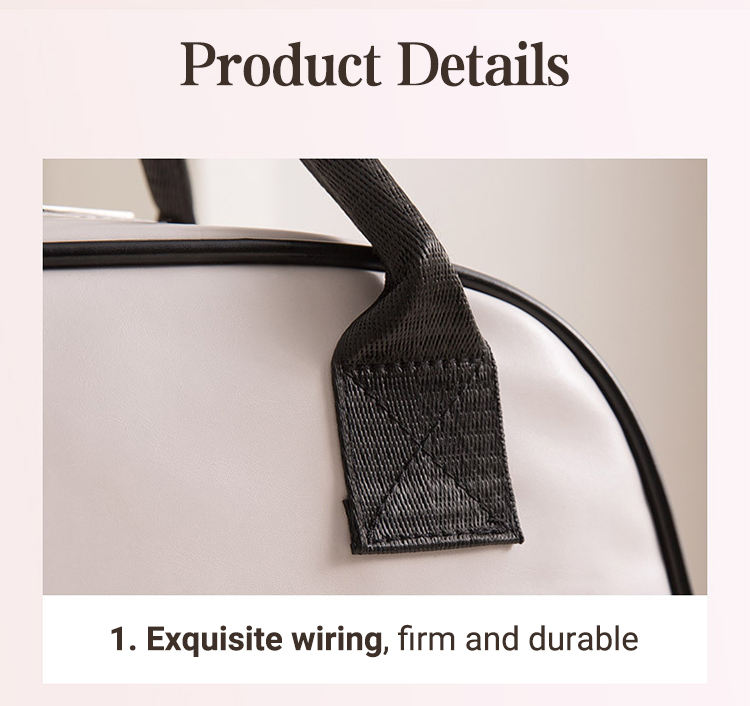 Product Details
1. Exquisite wiring, firm and durable